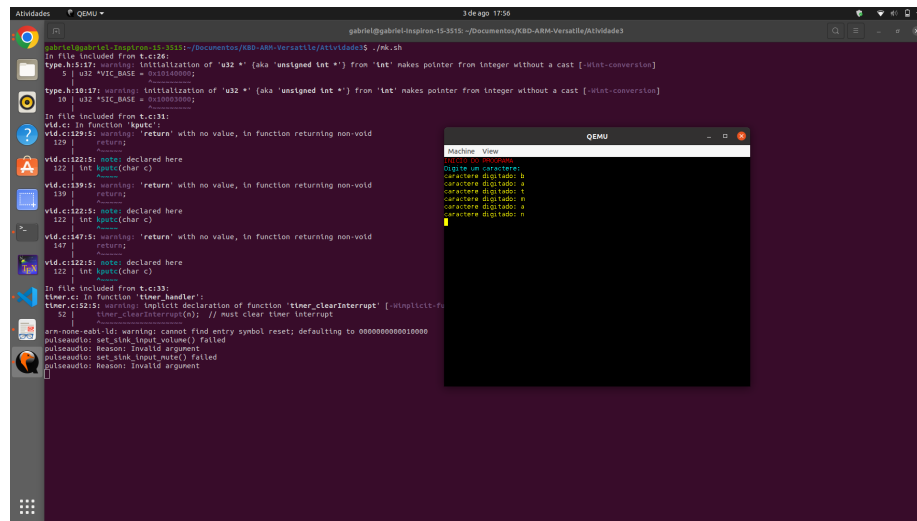 Atividades QEMU ▾ 3 de ago 17:56
gabriel@gabriel-Inspiron-15-3515: ~/Documentos/KBD-ARM-Versatile/Atividade3
gabriel@gabriel-Inspiron-15-3515:~/Documentos/KBD-ARM-Versatile/Atividade3$ ./mk.sh
In file included from t.c:26:
type.h:5:17: warning: initialization of 'u32 *' {aka 'unsigned int *'} from 'int' makes pointer from integer without a cast [-Wint-conversion]
5 | u32 *VIC_BASE = 0x10140000;
| ^~~~~~~~~~
type.h:10:17: warning: initialization of 'u32 *' {aka 'unsigned int *'} from 'int' makes pointer from integer without a cast [-Wint-conversion]
10 | u32 *SIC_BASE = 0x10003000;
| ^~~~~~~~~~
In file included from t.c:31:
vid.c: In function 'kputc':
vid.c:129:5: warning: 'return' with no value, in function returning non-void
129 | return;
| ^~~~~~
vid.c:122:5: note: declared here
122 | int kputc(char c)
| ^~~~~
vid.c:139:5: warning: 'return' with no value, in function returning non-void
139 | return;
| ^~~~~~
vid.c:122:5: note: declared here
122 | int kputc(char c)
| ^~~~~
vid.c:147:5: warning: 'return' with no value, in function returning non-void
147 | return;
| ^~~~~~
vid.c:122:5: note: declared here
122 | int kputc(char c)
| ^~~~~
In file included from t.c:33:
timer.c: In function 'timer_handler':
timer.c:52:5: warning: implicit declaration of function 'timer_clearInterrupt' [-Wimplicit-fu
52 | timer_clearInterrupt(n); // must clear timer interrupt
| ^~~~~~~~~~~~~~~~~~~~
arm-none-eabi-ld: warning: cannot find entry symbol reset; defaulting to 0000000000010000
pulseaudio: set_sink_input_volume() failed
pulseaudio: Reason: Invalid argument
pulseaudio: set_sink_input_mute() failed
pulseaudio: Reason: Invalid argument
QEMU
Machine View
INICIO DO PROGRAMA
Digite um caractere:
caractere digitado: b
caractere digitado: a
caractere digitado: t
caractere digitado: m
caractere digitado: a
caractere digitado: n